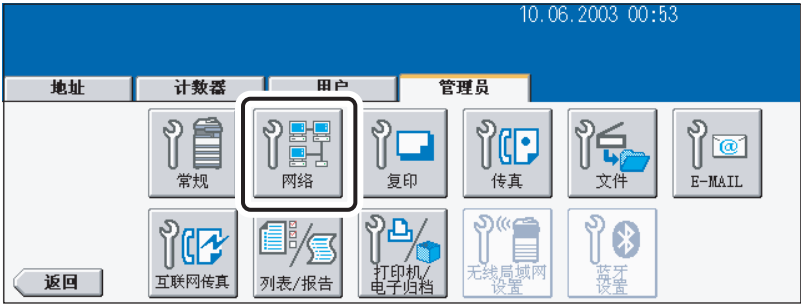 10.06.2003 00:53
地址 计数器 用户 管理员
常规 网络 复印 传真 文件 E-MAIL
互联网传真 列表/报告 打印机/
电子归档 无线局域网
设置 蓝牙
设置
返回